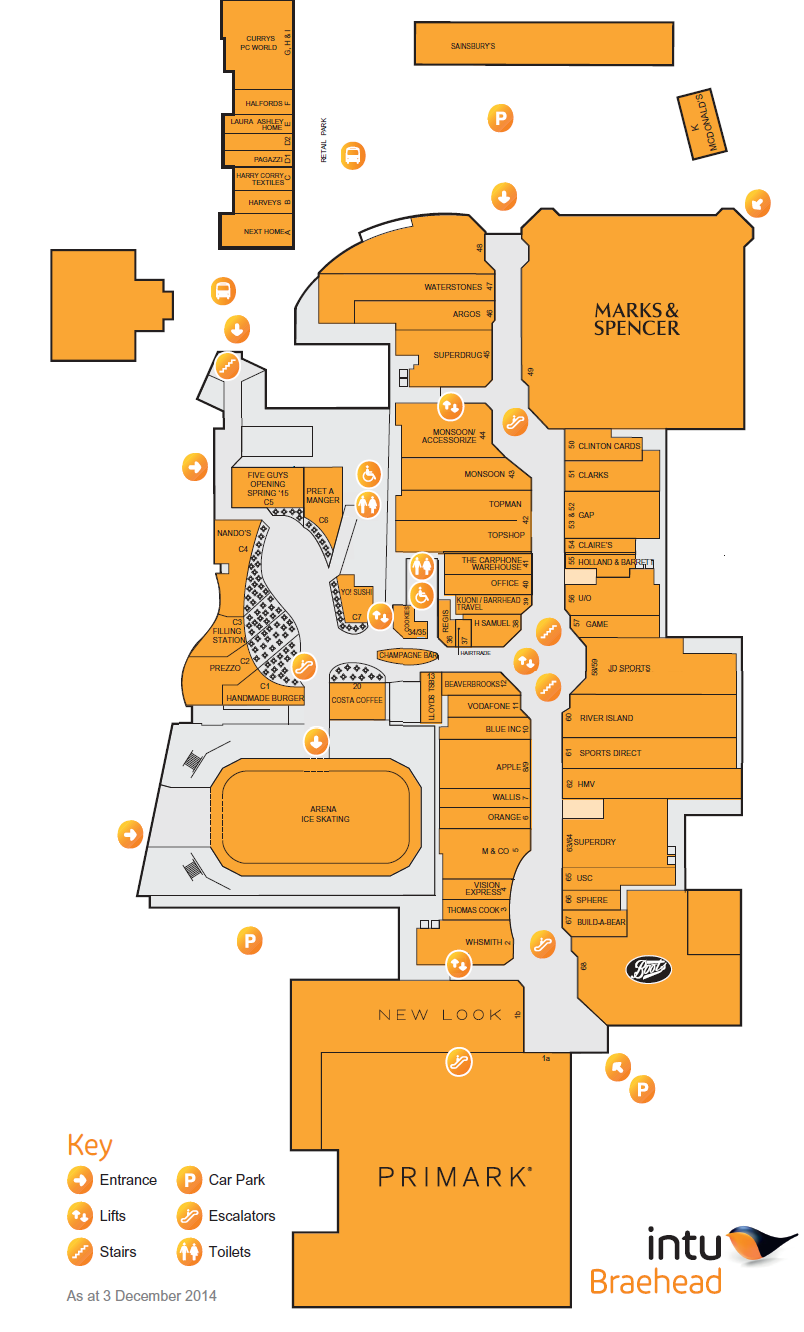 CURRYS
PC WORLD
G, H & I
HALFORDS F
LAURA ASHLEY
HOME E
D2
PAGAZZI D1
HARRY CORRY
TEXTILES C
HARVEYS B
NEXT HOME A
RETAIL PARK
SAINSBURY'S
K
MCDONALD'S
P
48
WATERSTONES 47
ARGOS 46
SUPERDRUG 45
MARKS &
SPENCER
49
MONSOON/
ACCESSORIZE
44
MONSOON 43
TOPMAN
42
TOPSHOP
THE CARPHONE
WAREHOUSE 41
OFFICE 40
KUONI / BARRHEAD
TRAVEL 39
H SAMUEL 38
REGIS
36
37
HAIRTRADE
COOKIES
34/35
CHAMPAGNE BAR
50 CLINTON CARDS
51 CLARKS
53 & 52 GAP
54 CLAIRE'S
55 HOLLAND & BARRETT
56 U/O
57 GAME
58/59 JD SPORTS
60 RIVER ISLAND
61 SPORTS DIRECT
62 HMV
63/64 SUPERDRY
65 USC
66 SPHERE
67 BUILD-A-BEAR
68
Boots
FIVE GUYS
OPENING
SPRING '15
C5
PRET A
MANGER
C6
NANDO'S
C4
YO! SUSHI
C7
C3
FILLING
STATION
PREZZO C2
C1
HANDMADE BURGER
20
COSTA COFFEE
LLOYDS TSB
13
BEAVERBROOKS 12
VODAFONE 11
BLUE INC 10
APPLE 8/9
WALLIS 7
ORANGE 6
M & CO 5
VISION
EXPRESS 4
THOMAS COOK 3
WHSMITH 2
ARENA
ICE SKATING
P
NEW LOOK 1b
1a
P
PRIMARK®
Key
Entrance
P Car Park
Lifts
Escalators
Stairs
Toilets
As at 3 December 2014
intu
Braehead